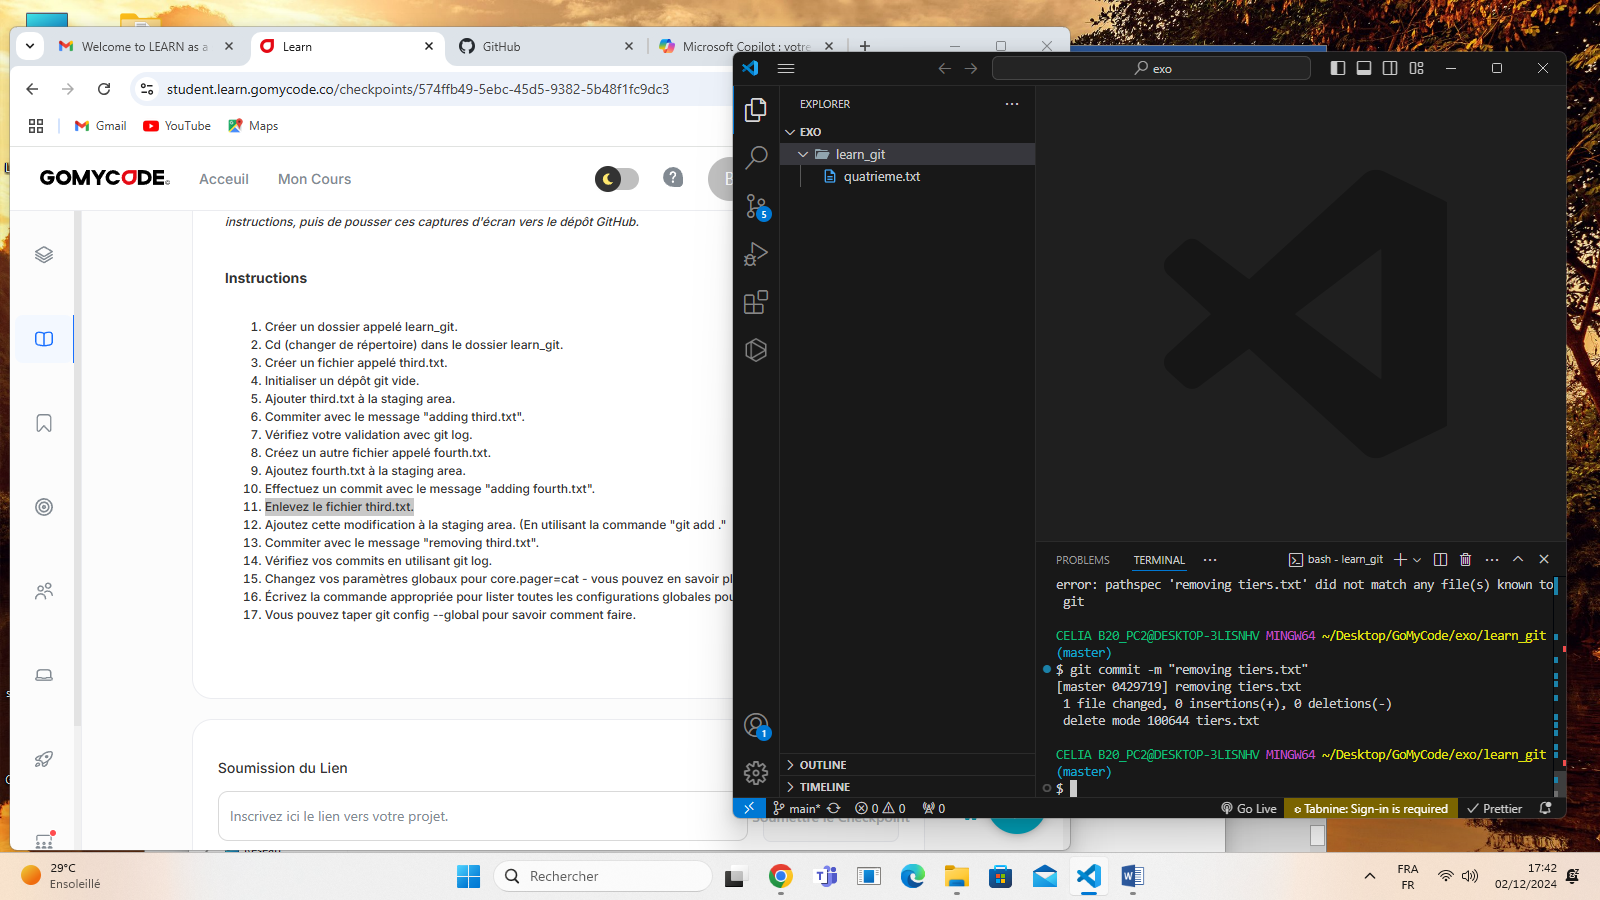 Welcome to LEARN as a
Learn
GitHub
Microsoft Copilot : votre
student.learn.gomycode.co/checkpoints/574ffb49-5ebc-45d5-9382-5b48f1fc9dc3
Gmail
YouTube
Maps
GOMYCODE
Acceuil
Mon Cours
B
instructions, puis de pousser ces captures d'écran vers le dépôt GitHub.
Instructions
1. Créer un dossier appelé learn_git.
2. Cd (changer de répertoire) dans le dossier learn_git.
3. Créer un fichier appelé third.txt.
4. Initialiser un dépôt git vide.
5. Ajouter third.txt à la staging area.
6. Commiter avec le message "adding third.txt".
7. Vérifiez votre validation avec git log.
8. Créez un autre fichier appelé fourth.txt.
9. Ajoutez fourth.txt à la staging area.
10. Effectuez un commit avec le message "adding fourth.txt".
11. Enlevez le fichier third.txt.
12. Ajoutez cette modification à la staging area. (En utilisant la commande "git add ."
13. Commiter avec le message "removing third.txt".
14. Vérifiez vos commits en utilisant git log.
15. Changez vos paramètres globaux pour core.pager=cat - vous pouvez en savoir pl
16. Écrivez la commande appropriée pour lister toutes les configurations globales pou
17. Vous pouvez taper git config --global pour savoir comment faire.
Soumission du Lien
Inscrivez ici le lien vers votre projet.
Soumettre le Checkpoint
exo
EXPLORER
EXO
learn_git
quatrieme.txt
5
1
OUTLINE
TIMELINE
PROBLEMS
TERMINAL
bash - learn_git
error: pathspec 'removing tiers.txt' did not match any file(s) known to
git
CELIA B20_PC2@DESKTOP-3LISNHV MINGW64 ~/Desktop/GoMyCode/exo/learn_git
(master)
$ git commit -m "removing tiers.txt"
[master 0429719] removing tiers.txt
1 file changed, 0 insertions(+), 0 deletions(-)
delete mode 100644 tiers.txt
CELIA B20_PC2@DESKTOP-3LISNHV MINGW64 ~/Desktop/GoMyCode/exo/learn_git
(master)
$
main*
0
0
0
Go Live
Tabnine: Sign-in is required
Prettier
29°C
Ensoleillé
Rechercher
FRA
FR
17:42
02/12/2024